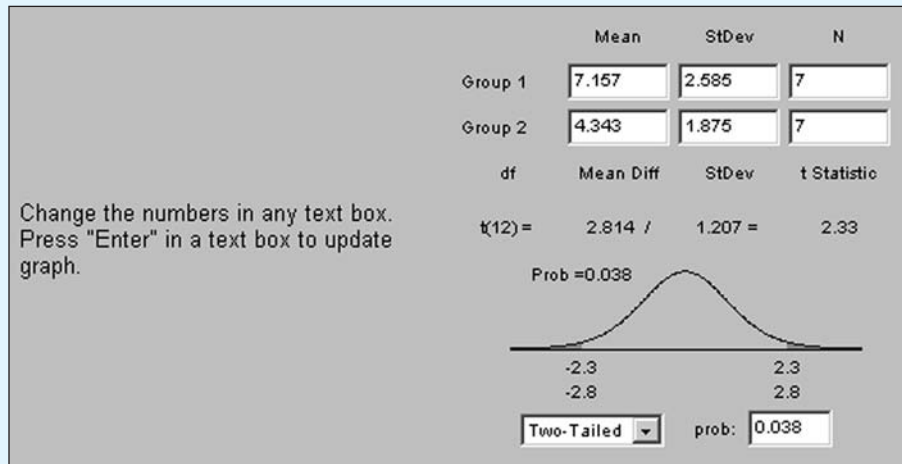 Mean StDev N
Group 1 7.157 2.585 7
Group 2 4.343 1.875 7
df Mean Diff StDev t Statistic
Change the numbers in any text box.
Press "Enter" in a text box to update
graph.
t(12) = 2.814 / 1.207 = 2.33
Prob =0.038
-2.3 2.3
-2.8 2.8
Two-Tailed prob: 0.038